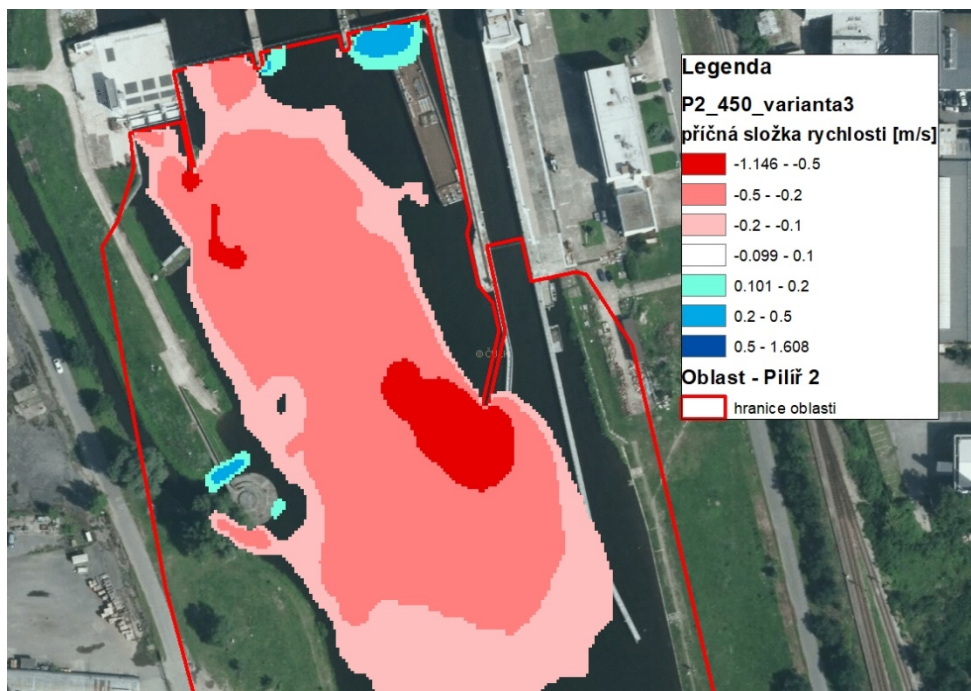 Legenda
P2_450_varianta3
příčná složka rychlosti [m/s]
-1.146 - -0.5
-0.5 - -0.2
-0.2 - -0.1
-0.099 - 0.1
0.101 - 0.2
0.2 - 0.5
0.5 - 1.608
Oblast - Pilíř 2
hranice oblasti